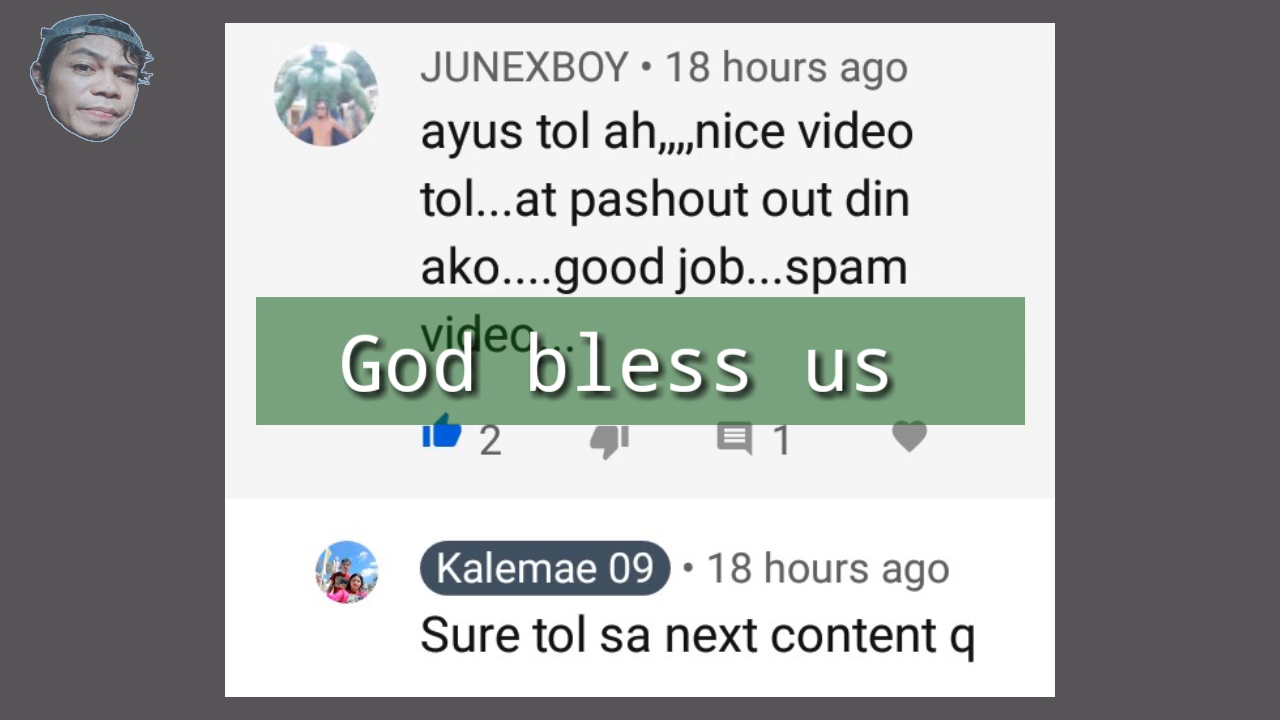 JUNEXBOY • 18 hours ago
ayus tol ah,,,,nice video
tol...at pashout out din
ako....good job...spam
video...
God bless us
2 1
Kalemae 09 • 18 hours ago
Sure tol sa next content q